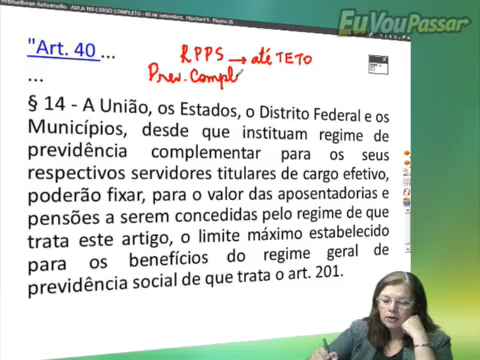 EuVouPassar
"Art. 40 ...
RPPS → até TETO
Prev. Compl
...
§ 14 - A União, os Estados, o Distrito Federal e os
Municípios, desde que instituam regime de
previdência complementar para os seus
respectivos servidores titulares de cargo efetivo,
poderão fixar, para o valor das aposentadorias e
pensões a serem concedidas pelo regime de que
trata este artigo, o limite máximo estabelecido
para os benefícios do regime geral de
previdência social de que trata o art. 201.